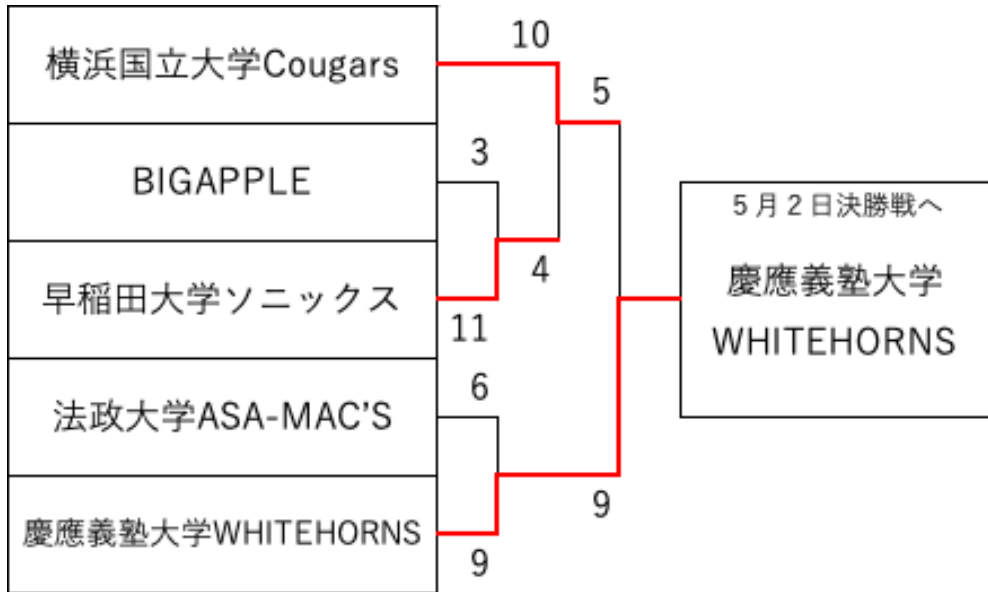 横浜国立大学Cougars
10
5
BIGAPPLE
3
早稲田大学ソニックス
4
11
法政大学ASA-MAC'S
6
慶應義塾大学WHITEHORNS
9
9
5月2日決勝戦へ
慶應義塾大学
WHITEHORNS